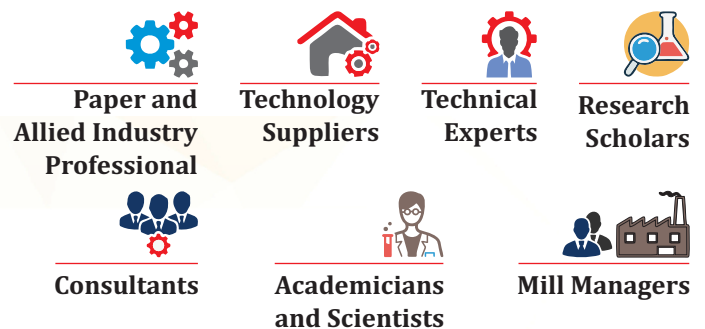 Paper and
Allied Industry
Professional
Technology
Suppliers
Technical
Experts
Research
Scholars
Consultants
Academicians
and Scientists
Mill Managers